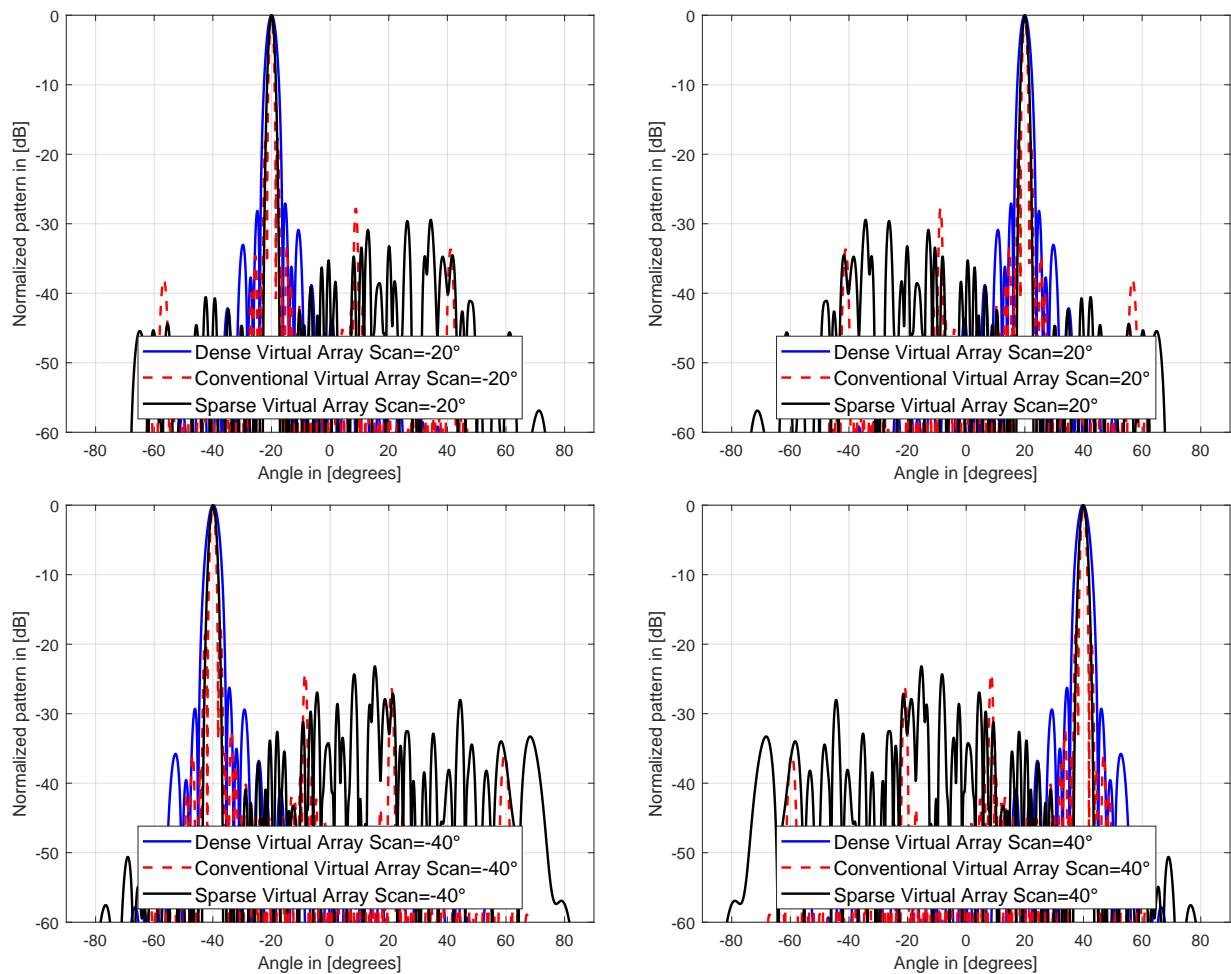 0
-10
-20
-30
-40
-50
-60
Normalized pattern in [dB]
Dense Virtual Array Scan=-20°
Conventional Virtual Array Scan=-20°
Sparse Virtual Array Scan=-20°
-80 -60 -40 -20 0 20 40 60 80
Angle in [degrees]
0
-10
-20
-30
-40
-50
-60
Normalized pattern in [dB]
Dense Virtual Array Scan=20°
Conventional Virtual Array Scan=20°
Sparse Virtual Array Scan=20°
-80 -60 -40 -20 0 20 40 60 80
Angle in [degrees]
0
-10
-20
-30
-40
-50
-60
Normalized pattern in [dB]
Dense Virtual Array Scan=-40°
Conventional Virtual Array Scan=-40°
Sparse Virtual Array Scan=-40°
-80 -60 -40 -20 0 20 40 60 80
Angle in [degrees]
0
-10
-20
-30
-40
-50
-60
Normalized pattern in [dB]
Dense Virtual Array Scan=40°
Conventional Virtual Array Scan=40°
Sparse Virtual Array Scan=40°
-80 -60 -40 -20 0 20 40 60 80
Angle in [degrees]